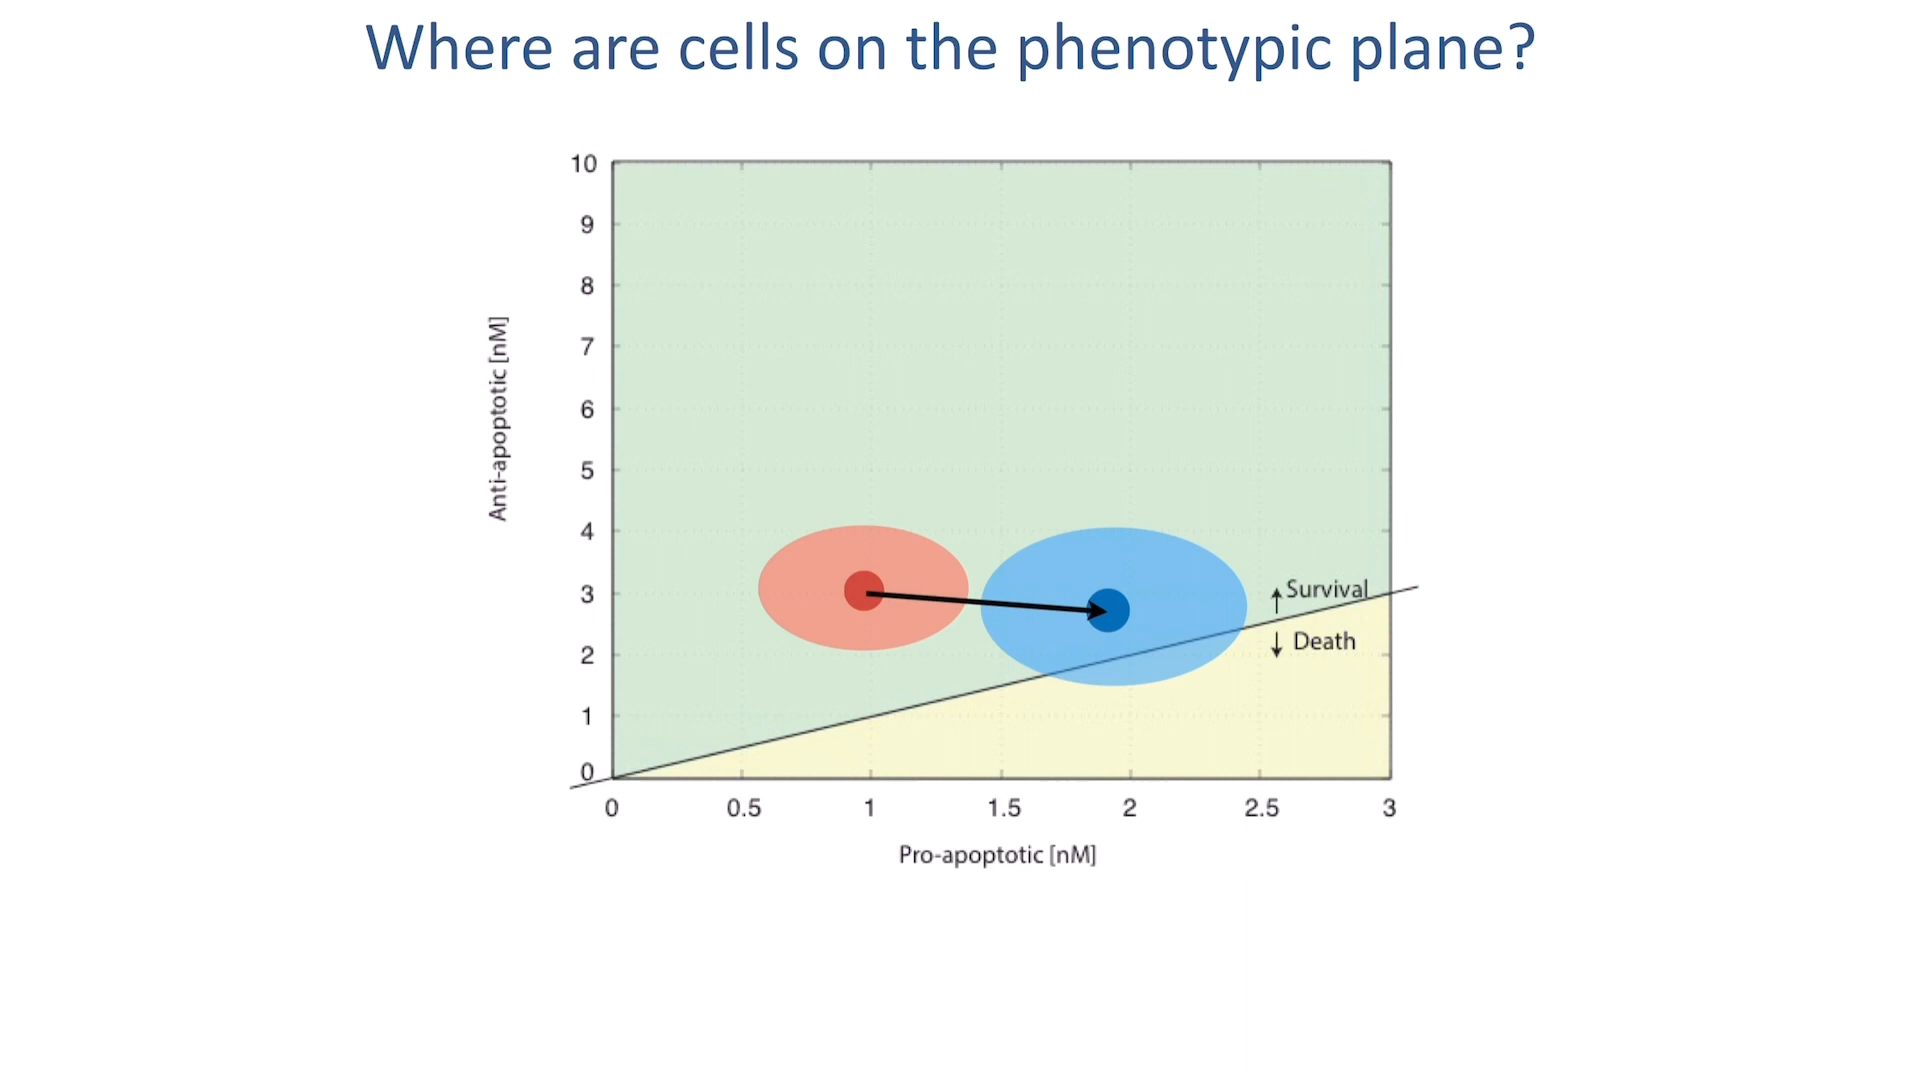 Where are cells on the phenotypic plane?
10
9
8
7
6
5
4
3
2
1
0
Anti-apoptotic [nM]
Survival
Death
0 0.5 1 1.5 2 2.5 3
Pro-apoptotic [nM]